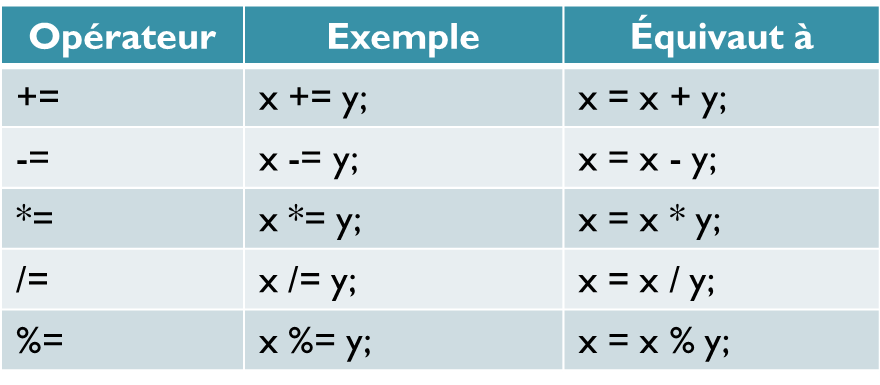 Opérateur Exemple Équivaut à
+= x += y; x = x + y;
-= x -= y; x = x - y;
*= x *= y; x = x * y;
/= x /= y; x = x / y;
%= x %= y; x = x % y;